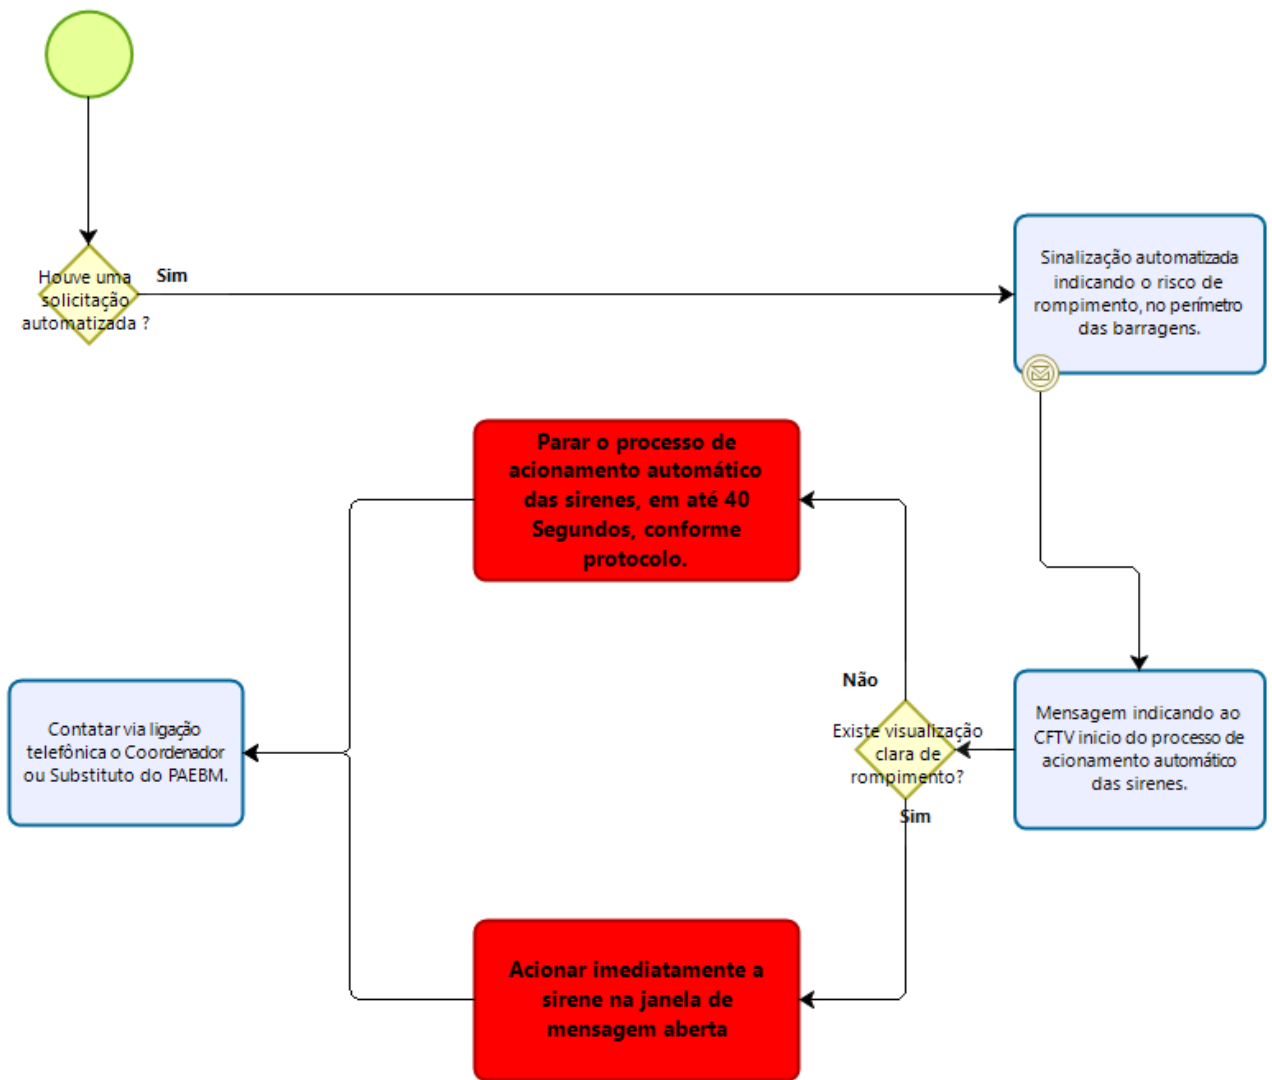 Houve uma
solicitação
automatizada ?
Sim
Sinalização automatizada
indicando o risco de
rompimento, no perímetro
das barragens.
Parar o processo de
acionamento automático
das sirenes, em até 40
Segundos, conforme
protocolo.
Não
Existe visualização
clara de
rompimento?
Sim
Mensagem indicando ao
CFTV inicio do processo de
acionamento automático
das sirenes.
Contatar via ligação
telefônica o Coordenador
ou Substituto do PAEBM.
Acionar imediatamente a
sirene na janela de
mensagem aberta